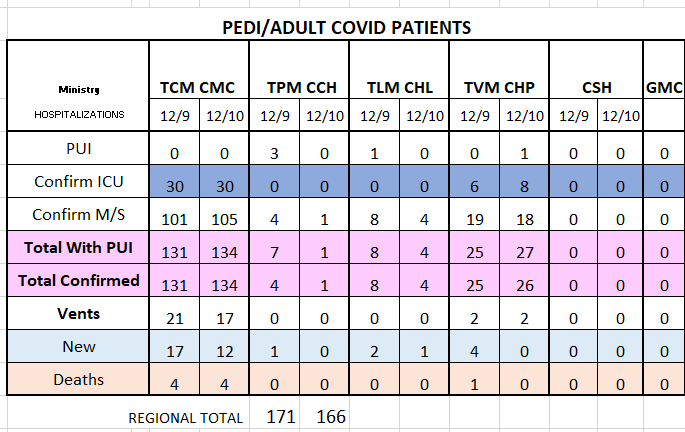 PEDI/ADULT COVID PATIENTS
Ministry TCM CMC TPM CCH TLM CHL TVM CHP CSH GMC
HOSPITALIZATIONS 12/9 12/10 12/9 12/10 12/9 12/10 12/9 12/10 12/9 12/10
PUI 0 0 3 0 1 0 0 1 0 0 0
Confirm ICU 30 30 0 0 0 0 6 8 0 0 0
Confirm M/S 101 105 4 1 8 4 19 18 0 0 0
Total With PUI 131 134 7 1 8 4 25 27 0 0 0
Total Confirmed 131 134 4 1 8 4 25 26 0 0 0
Vents 21 17 0 0 0 0 2 2 0 0 0
New 17 12 1 0 2 1 4 0 0 0 0
Deaths 4 4 0 0 0 0 1 0 0 0 0
REGIONAL TOTAL 171 166